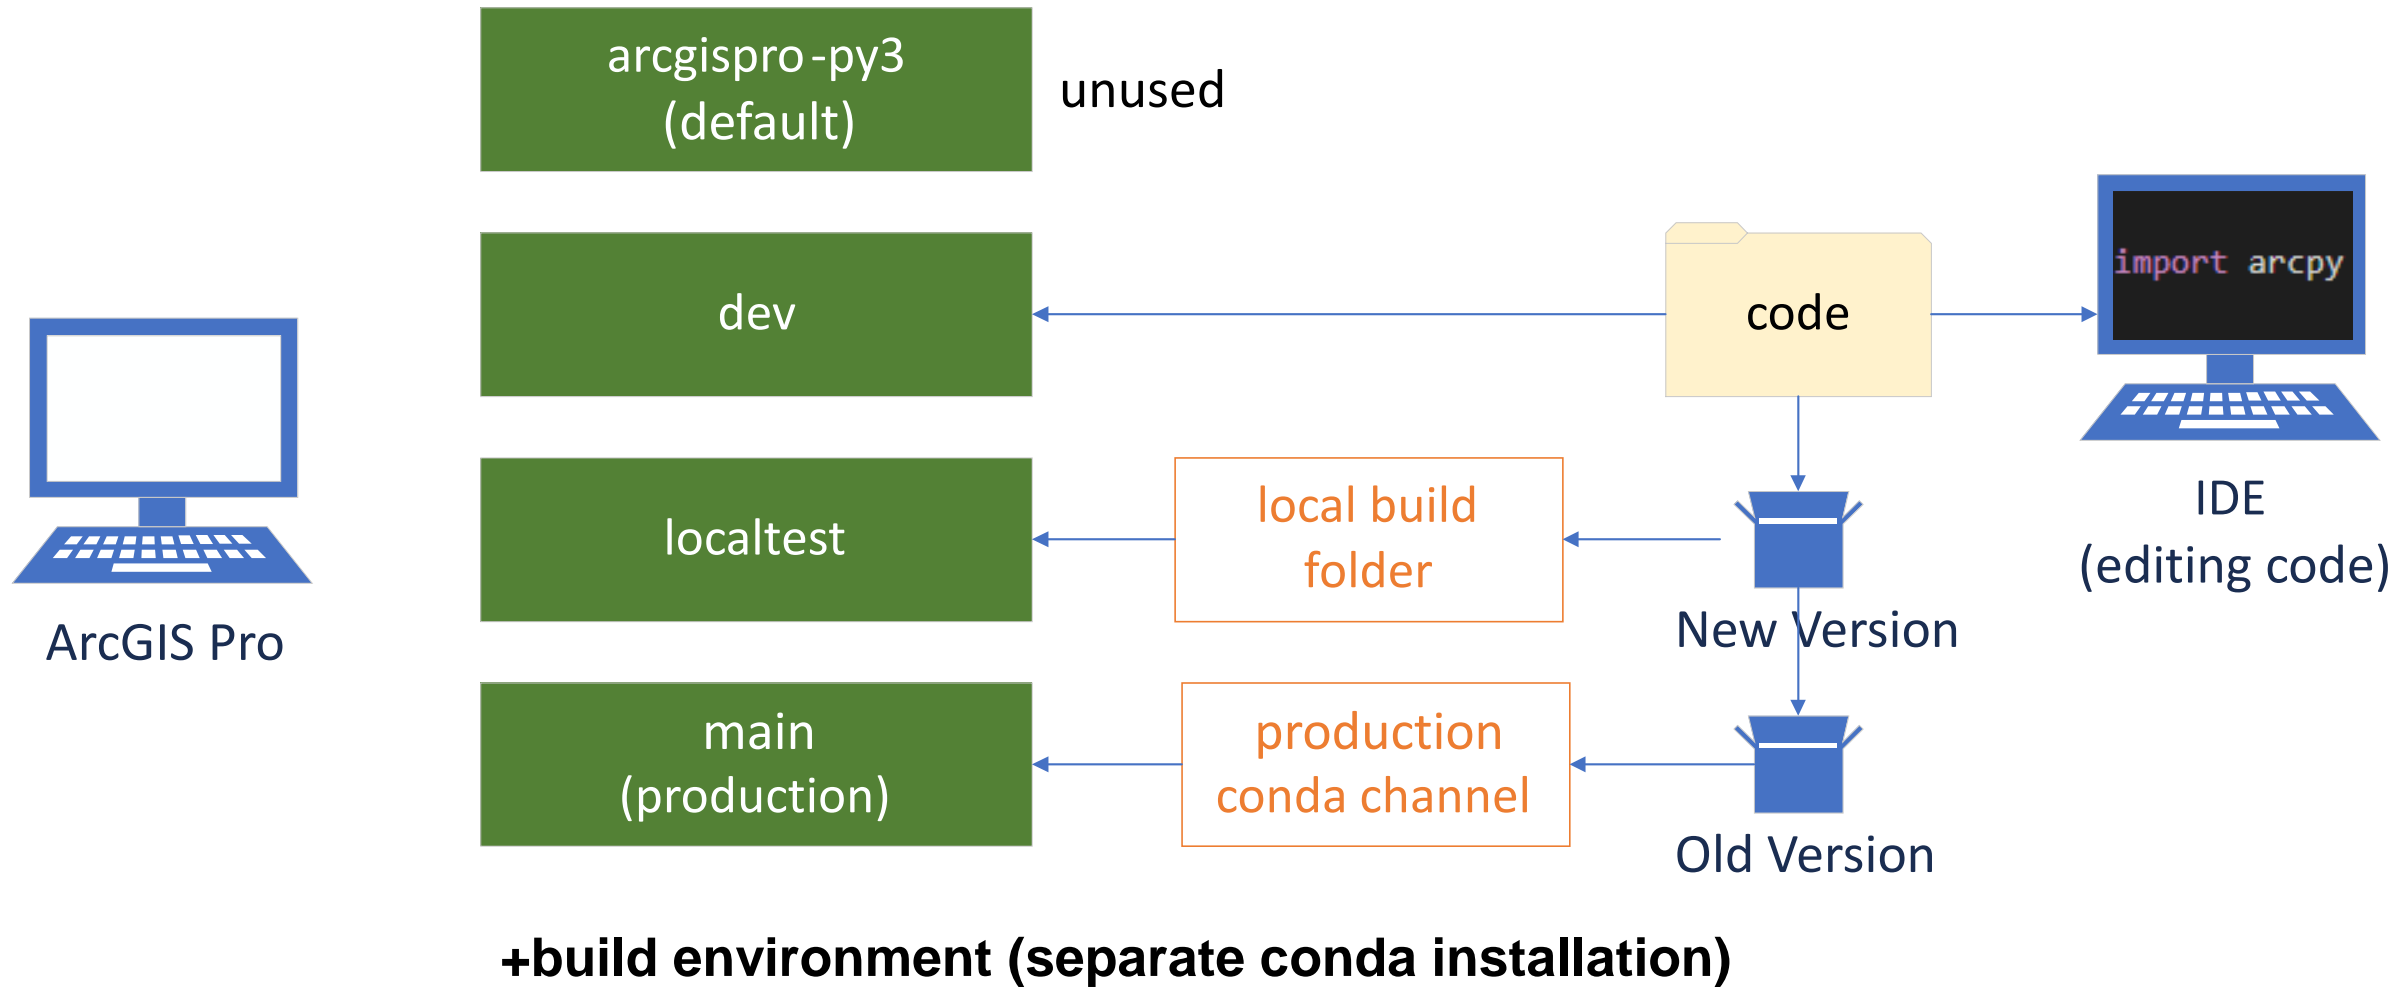 arcgispro-py3
(default)
unused
dev
code
import arcpy
localtest
local build
folder
IDE
(editing code)
ArcGIS Pro
New Version
main
(production)
production
conda channel
Old Version
+build environment (separate conda installation)